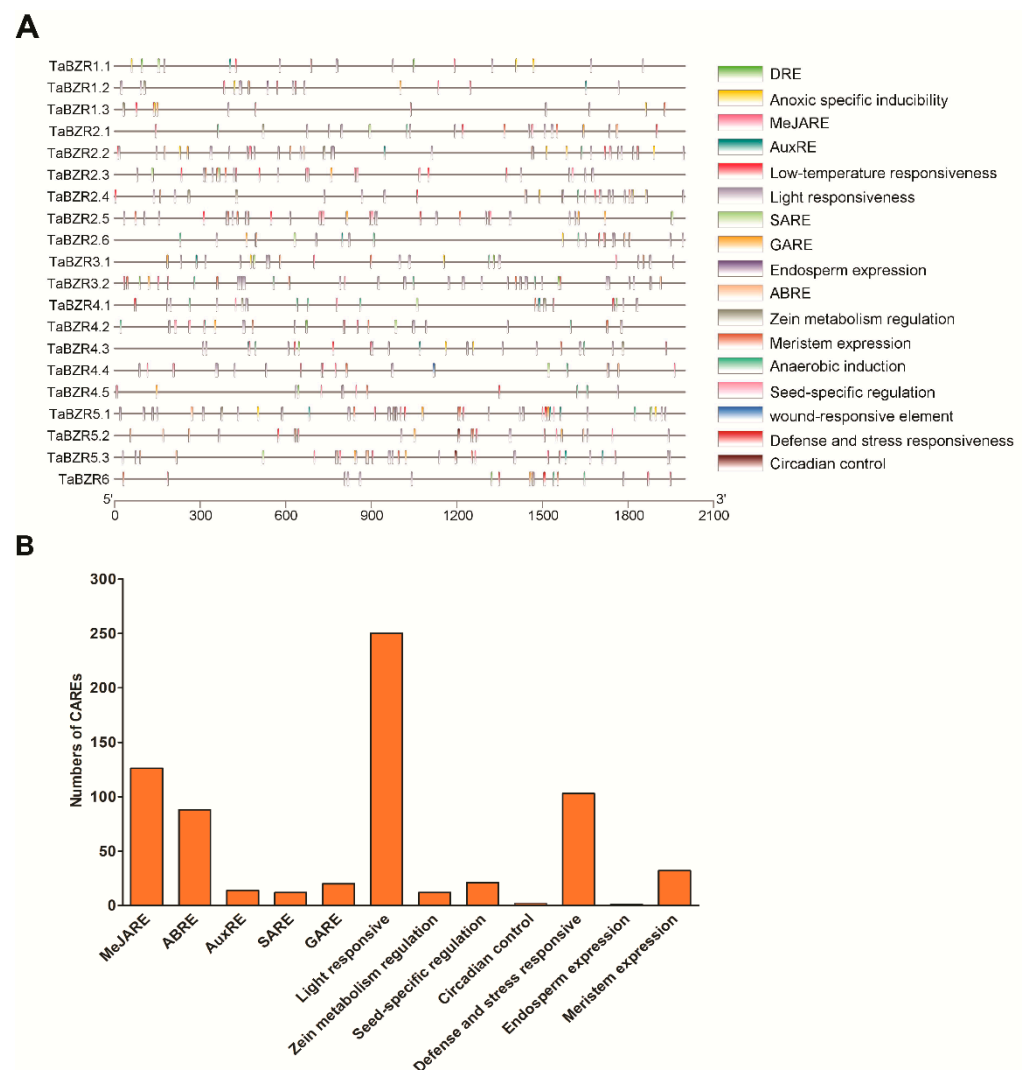 A
TaBZR1.1
TaBZR1.2
TaBZR1.3
TaBZR2.1
TaBZR2.2
TaBZR2.3
TaBZR2.4
TaBZR2.5
TaBZR2.6
TaBZR3.1
TaBZR3.2
TaBZR4.1
TaBZR4.2
TaBZR4.3
TaBZR4.4
TaBZR4.5
TaBZR5.1
TaBZR5.2
TaBZR5.3
TaBZR6
5' 3'
0 300 600 900 1200 1500 1800 2100
DRE
Anoxic specific inducibility
MeJARE
AuxRE
Low-temperature responsiveness
Light responsiveness
SARE
GARE
Endosperm expression
ABRE
Zein metabolism regulation
Meristem expression
Anaerobic induction
Seed-specific regulation
wound-responsive element
Defense and stress responsiveness
Circadian control
B
Numbers of CAREs
300
250
200
150
100
50
0
MeJARE
ABRE
AuxRE
SARE
GARE
Light responsive
Zein metabolism regulation
Seed-specific regulation
Circadian control
Defense and stress responsive
Endosperm expression
Meristem expression